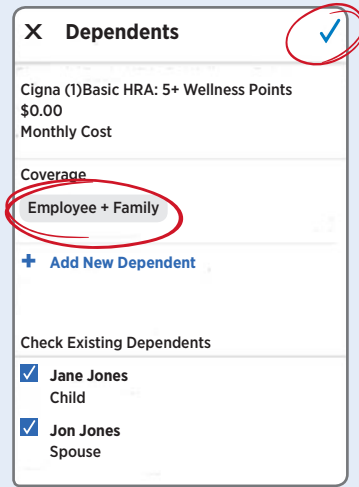 X Dependents
Cigna (1)Basic HRA: 5+ Wellness Points
$0.00
Monthly Cost
Coverage
Employee + Family
+ Add New Dependent
Check Existing Dependents
Jane Jones
Child
Jon Jones
Spouse